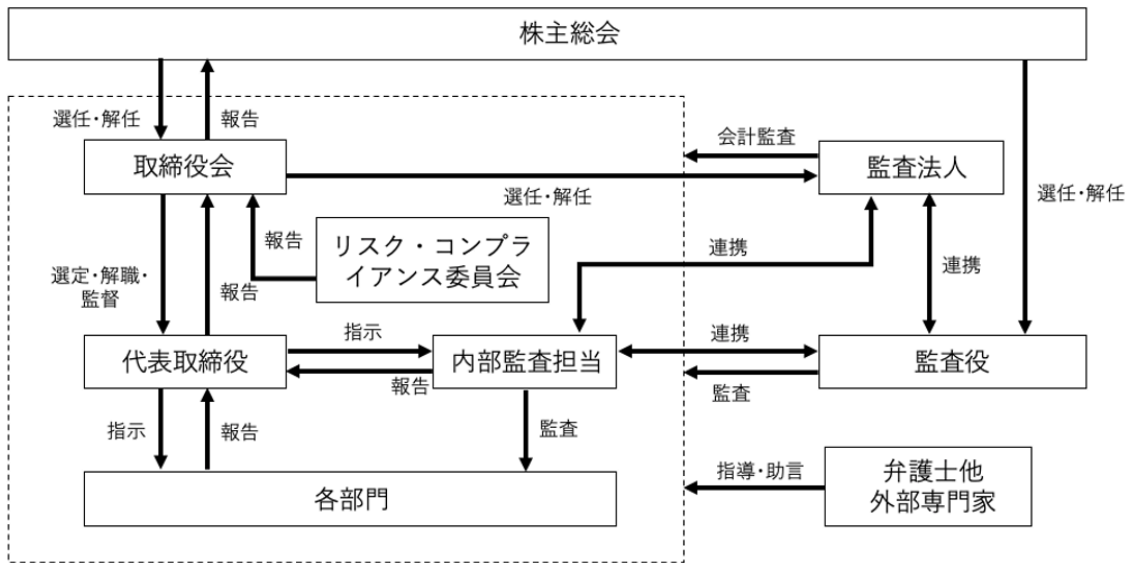 株主総会
選任・解任
報告
会計監査
取締役会
監査法人
選任・解任
選任・解任
報告
リスク・コンプラ
イアンス委員会
連携
連携
選定・解職・
監督
報告
指示
連携
代表取締役
内部監査担当
監査役
報告
監査
指示
報告
監査
指導・助言
弁護士他
外部専門家
各部門